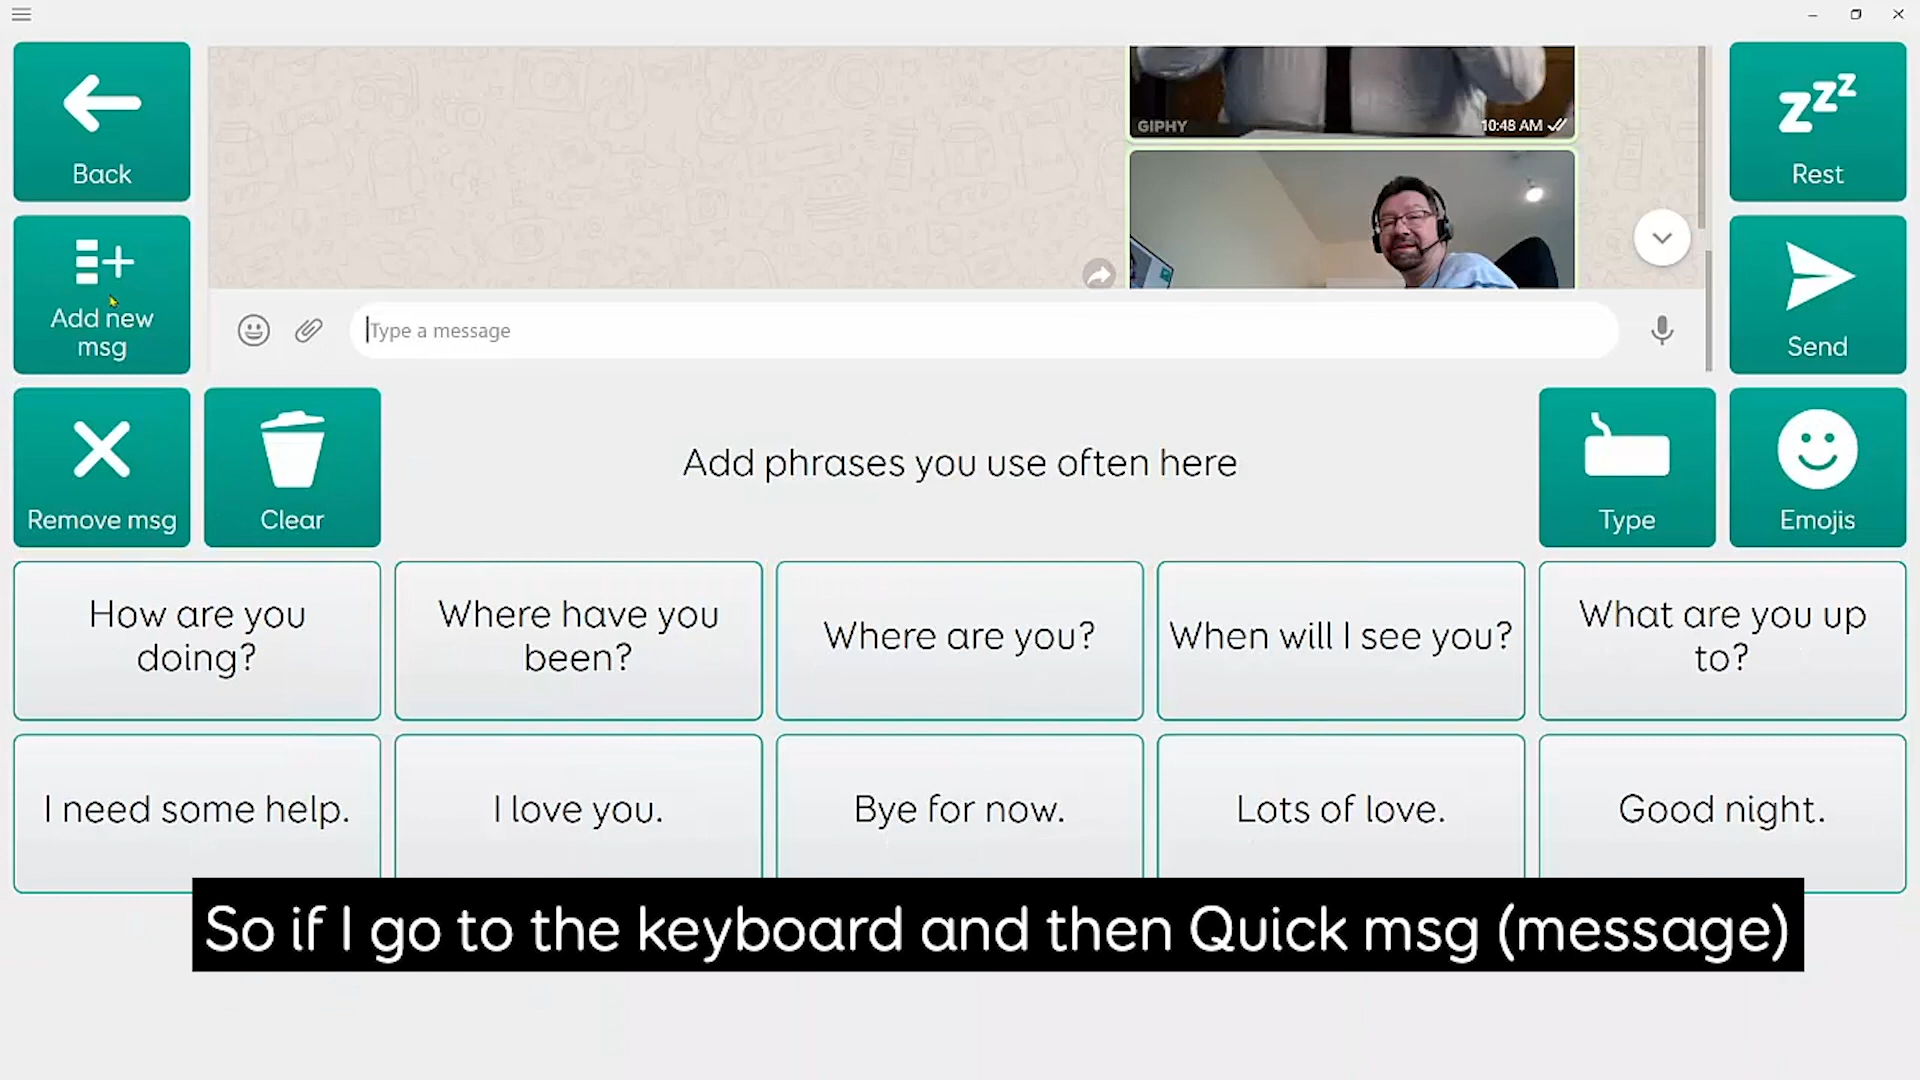 GIPHY
10:48 AM
Back
zzz
Rest
Add new
msg
Type a message
Send
Remove msg
Clear
Add phrases you use often here
Type
Emojis
How are you
doing?
Where have you
been?
Where are you?
When will I see you?
What are you up
to?
I need some help.
I love you.
Bye for now.
Lots of love.
Good night.
So if I go to the keyboard and then Quick msg (message)